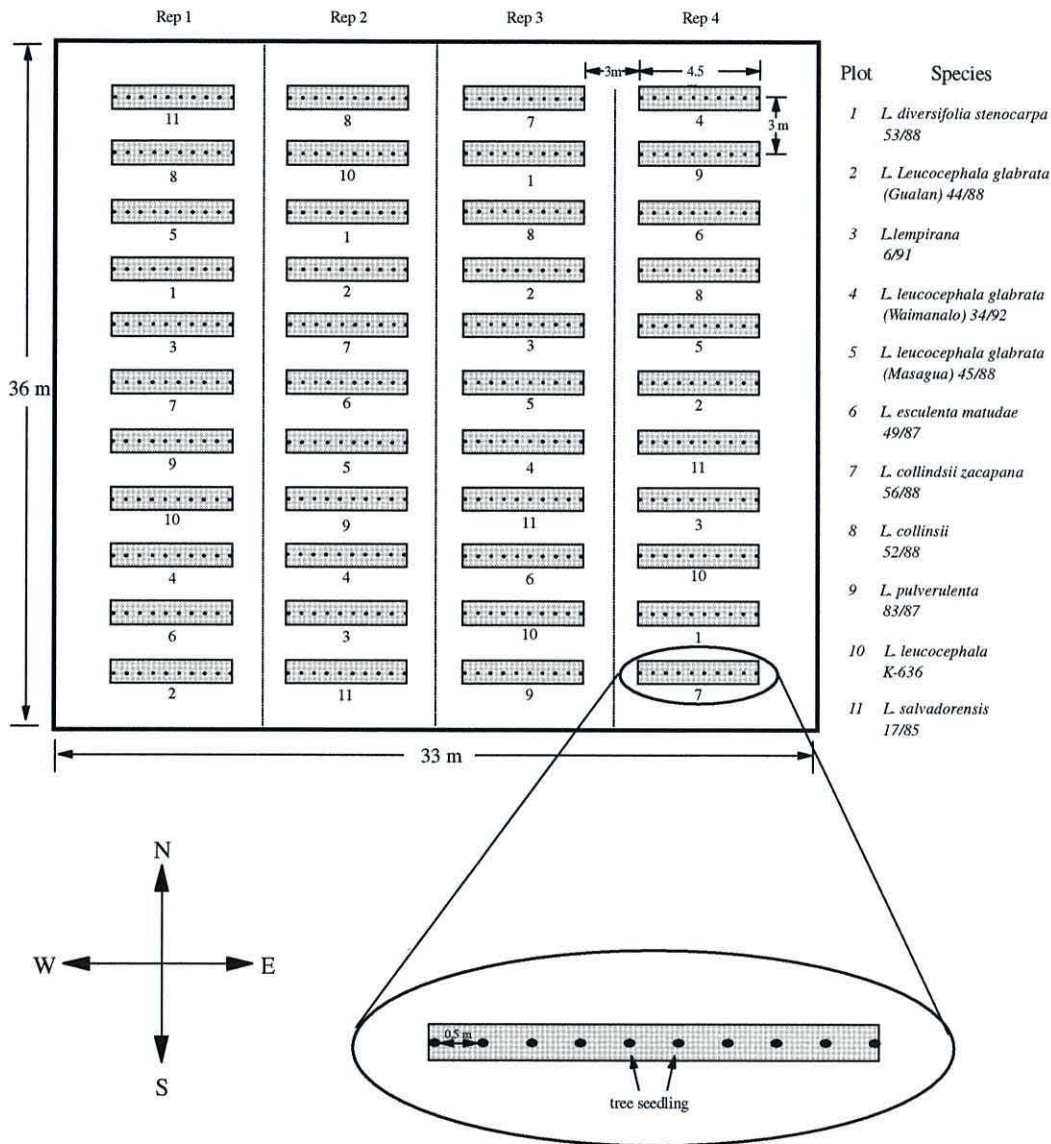 Rep 1 Rep 2 Rep 3 Rep 4
3m 4.5
3 m
11 8 7 4
8 10 1 9
5 1 8 6
1 2 2 8
3 7 3 5
7 6 5 2
9 5 4 11
10 9 11 3
4 4 6 10
6 3 10 1
2 11 9 7
36 m
33 m
Plot Species
1 L. diversifolia stenocarpa
53/88
2 L. Leucocephala glabrata
(Gualan) 44/88
3 L.lempirana
6/91
4 L. leucocephala glabrata
(Waimanalo) 34/92
5 L. leucocephala glabrata
(Masagua) 45/88
6 L. esculenta matudae
49/87
7 L. collindsii zacapana
56/88
8 L. collinsii
52/88
9 L. pulverulenta
83/87
10 L. leucocephala
K-636
11 L. salvadorensis
17/85
N
W E
S
0.5 m
tree seedling